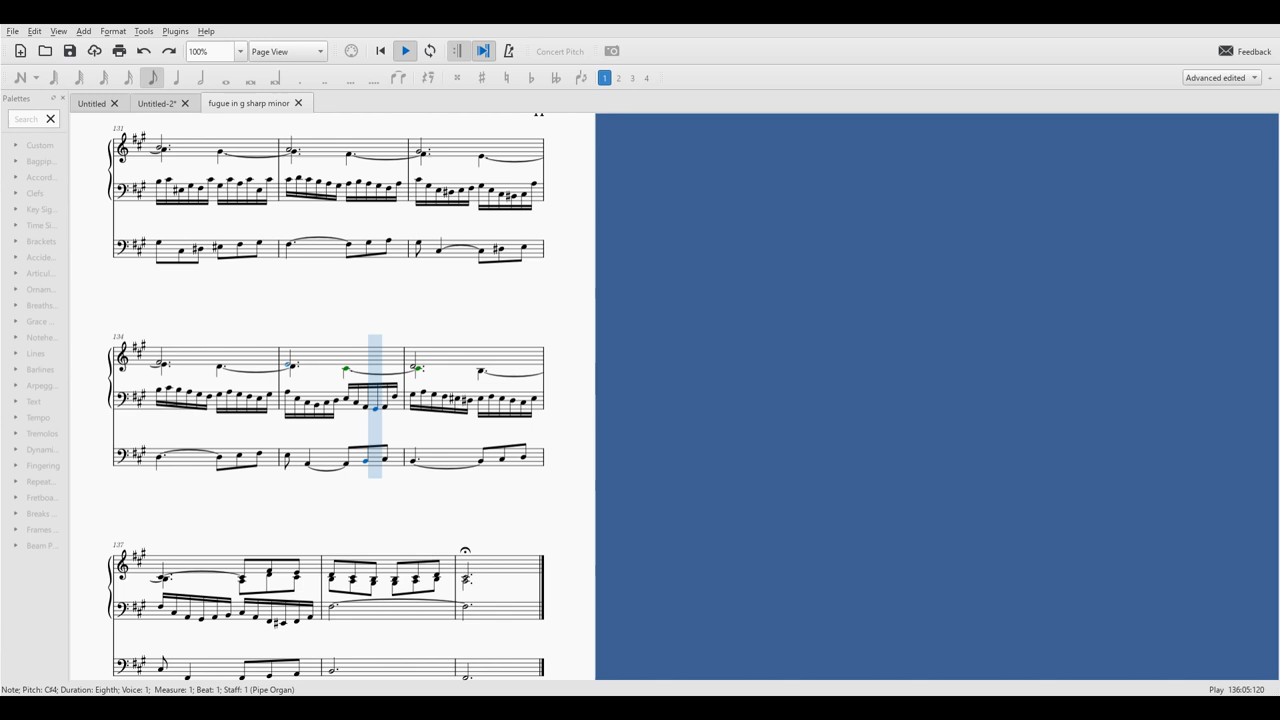 File Edit View Add Format Tools Plugins Help
100% Page View Concert Pitch Feedback
1 2 3 4 Advanced edited
Palettes Untitled Untitled-2* fugue in g sharp minor
Search
Custom
Bagpip...
Accord...
Clefs
Key Sig...
Time Si...
Brackets
Accide...
Articul...
Ornam...
Breaths...
Grace ...
Notehe...
Lines
Barlines
Arpegg...
Text
Tempo
Tremolos
Dynami...
Fingering
Repeat...
Fretboa...
Breaks ...
Frames ...
Beam P...
131
134
137
Note; Pitch: C#4; Duration: Eighth; Voice: 1; Measure: 1; Beat: 1; Staff: 1 (Pipe Organ) Play 136:05:120